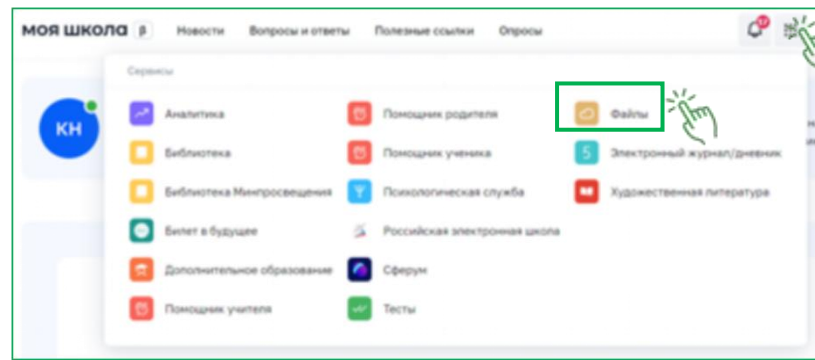 МОЯ ШКОЛА β Новости Вопросы и ответы Полезные ссылки Опросы
Сервисы
КН
Аналитика Помощник родителя Файлы
Библиотека Помощник ученика 5 Электронный журнал/дневник
Библиотека Минпросвещения Психологическая служба Художественная литература
Билет в будущее Российская электронная школа
Дополнительное образование Сферум
Помощник учителя Тесты